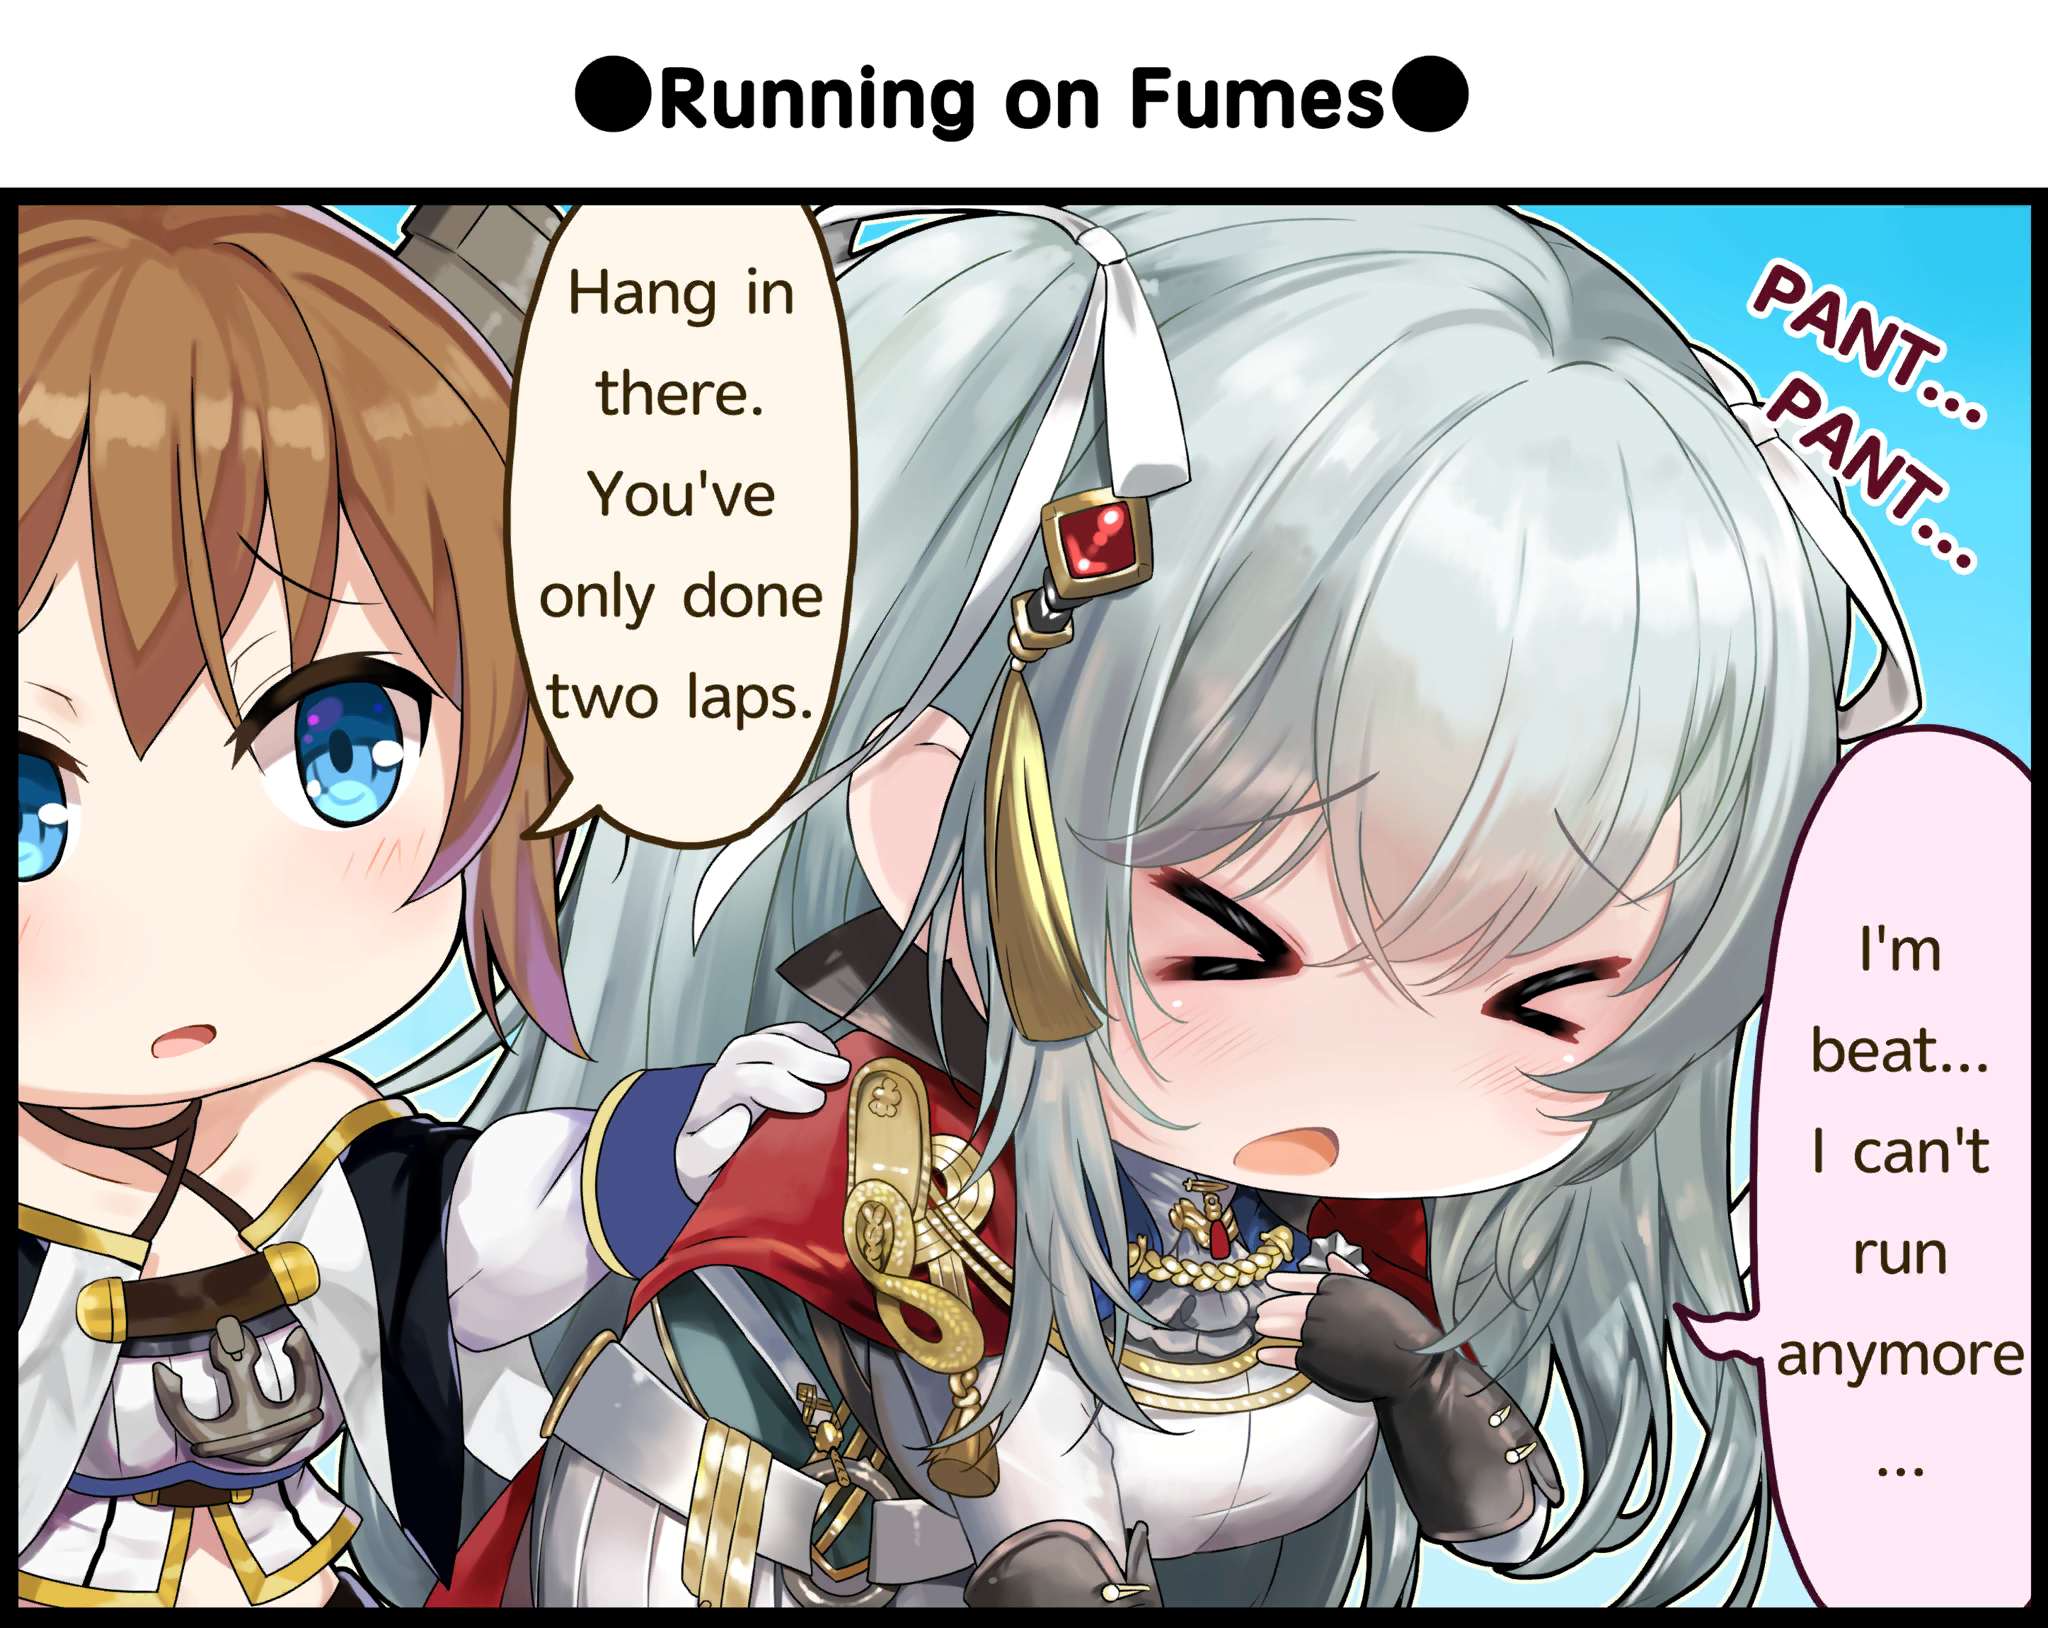 ●Running on Fumes●
Hang in
there.
You've
only done
two laps.
PANT...
PANT...
I'm
beat...
I can't
run
anymore
...